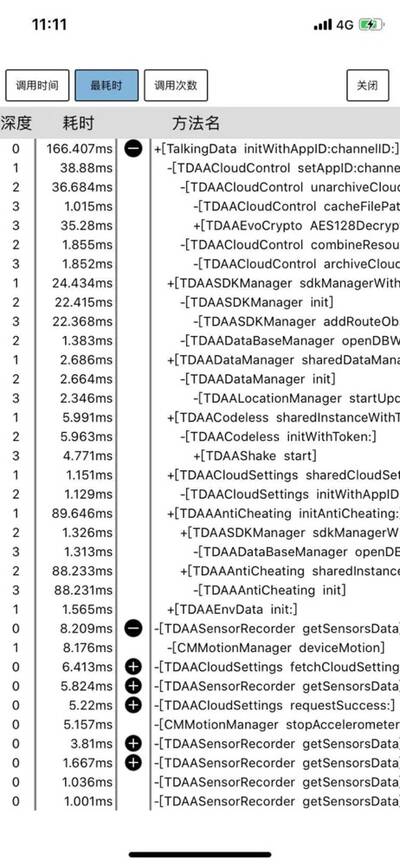 11:11
4G
调用时间 最耗时 调用次数 关闭
深度 耗时 方法名
0 166.407ms +[TalkingData initWithAppID:channelID:]
1 38.88ms -[TDAACloudControl setAppID:channe
2 36.684ms -[TDAACloudControl unarchiveClou
3 1.015ms -[TDAACloudControl cacheFilePat
3 35.28ms +[TDAAEvoCrypto AES128Decryp
2 1.855ms -[TDAACloudControl combineResou
3 1.852ms -[TDAACloudControl archiveClou
1 24.434ms +[TDAASDKManager sdkManagerWith
2 22.415ms -[TDAASDKManager init]
3 22.368ms -[TDAASDKManager addRouteOb
2 1.383ms -[TDAADataBaseManager openDBW
1 2.686ms +[TDAADataManager sharedDataMana
2 2.664ms -[TDAADataManager init]
3 2.346ms -[TDAALocationManager startUpd
1 5.991ms +[TDAACodeless sharedInstanceWithT
2 5.963ms -[TDAACodeless initWithToken:]
3 4.771ms +[TDAAShake start]
1 1.151ms +[TDAACloudSettings sharedCloudSet
2 1.129ms -[TDAACloudSettings initWithAppID
1 89.646ms +[TDAAAntiCheating initAntiCheating:
2 1.326ms +[TDAASDKManager sdkManagerW
3 1.313ms -[TDAADataBaseManager openDB
2 88.233ms +[TDAAAntiCheating sharedInstance
3 88.231ms -[TDAAAntiCheating init]
1 1.565ms +[TDAAEnvData init:]
0 8.209ms -[TDAASensorRecorder getSensorsData]
1 8.176ms -[CMMotionManager deviceMotion]
0 6.413ms -[TDAACloudSettings fetchCloudSetting
0 5.824ms -[TDAASensorRecorder getSensorsData]
0 5.22ms -[TDAACloudSettings requestSuccess:]
0 5.157ms -[CMMotionManager stopAccelerometer
0 3.81ms -[TDAASensorRecorder getSensorsData]
0 1.667ms -[TDAASensorRecorder getSensorsData]
0 1.036ms -[TDAASensorRecorder getSensorsData]
0 1.001ms -[TDAASensorRecorder getSensorsData]